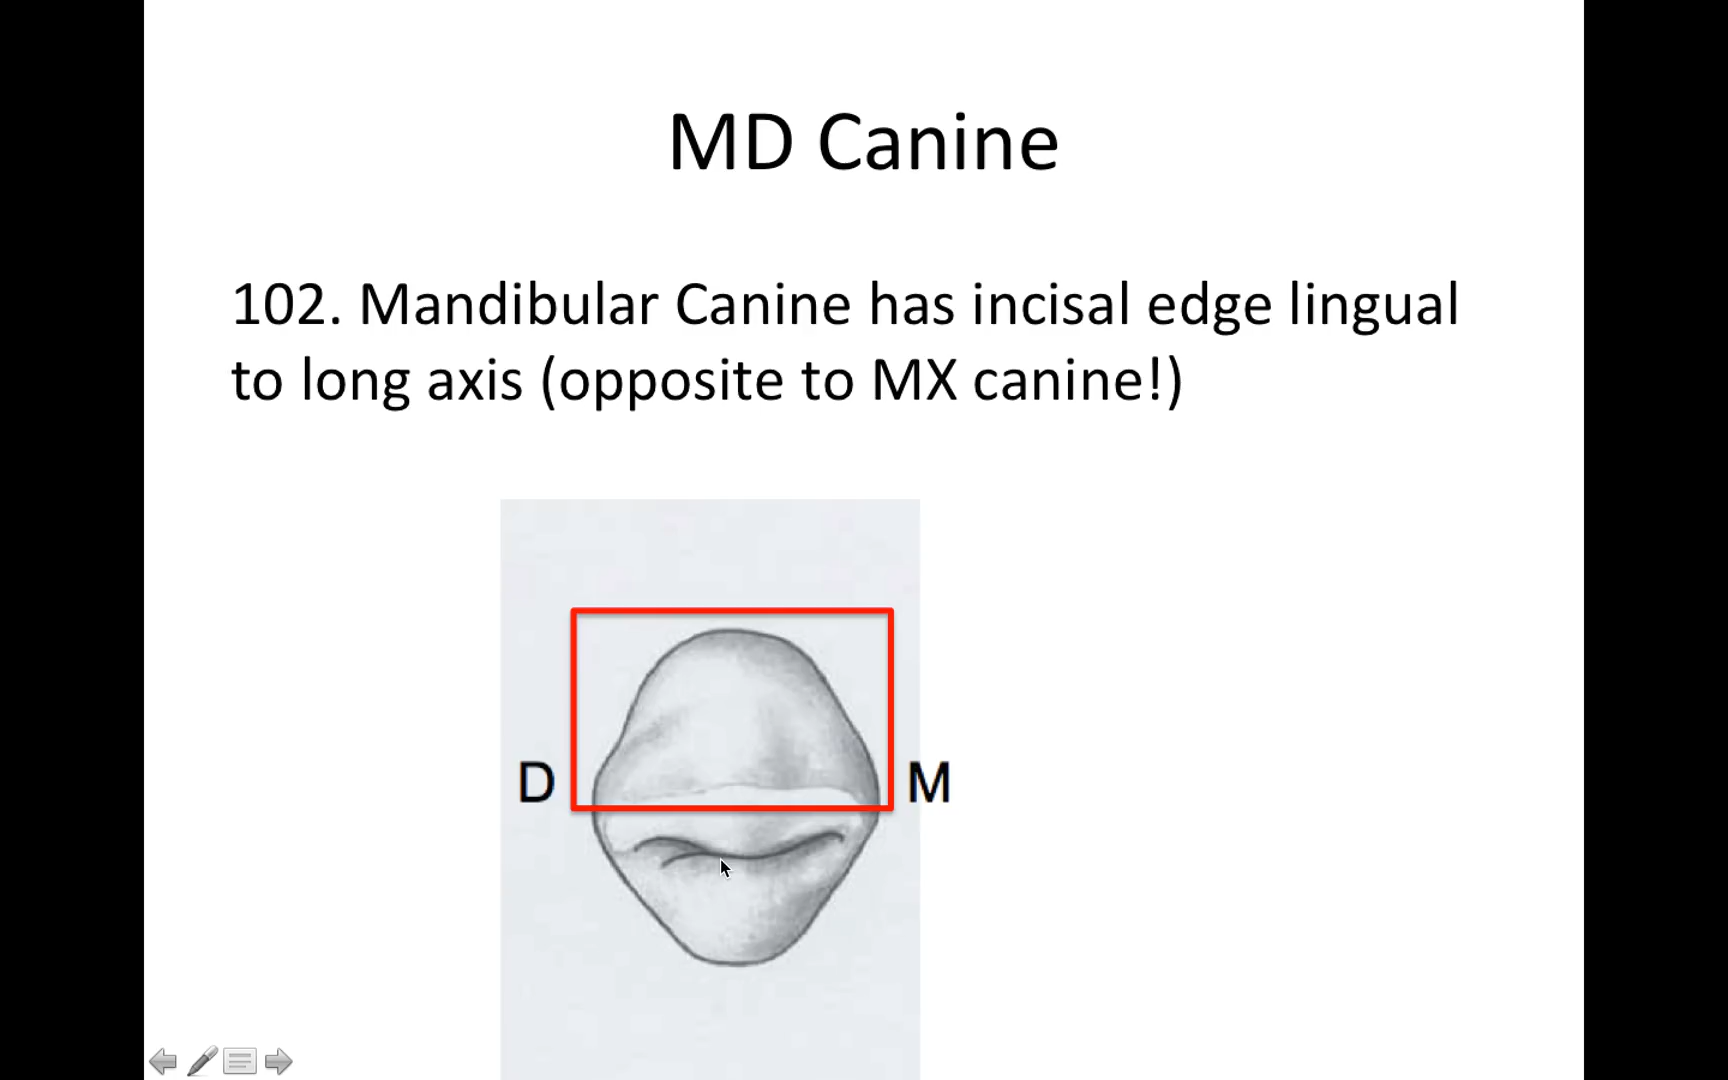 MD Canine
102. Mandibular Canine has incisal edge lingual
to long axis (opposite to MX canine!)
D
M